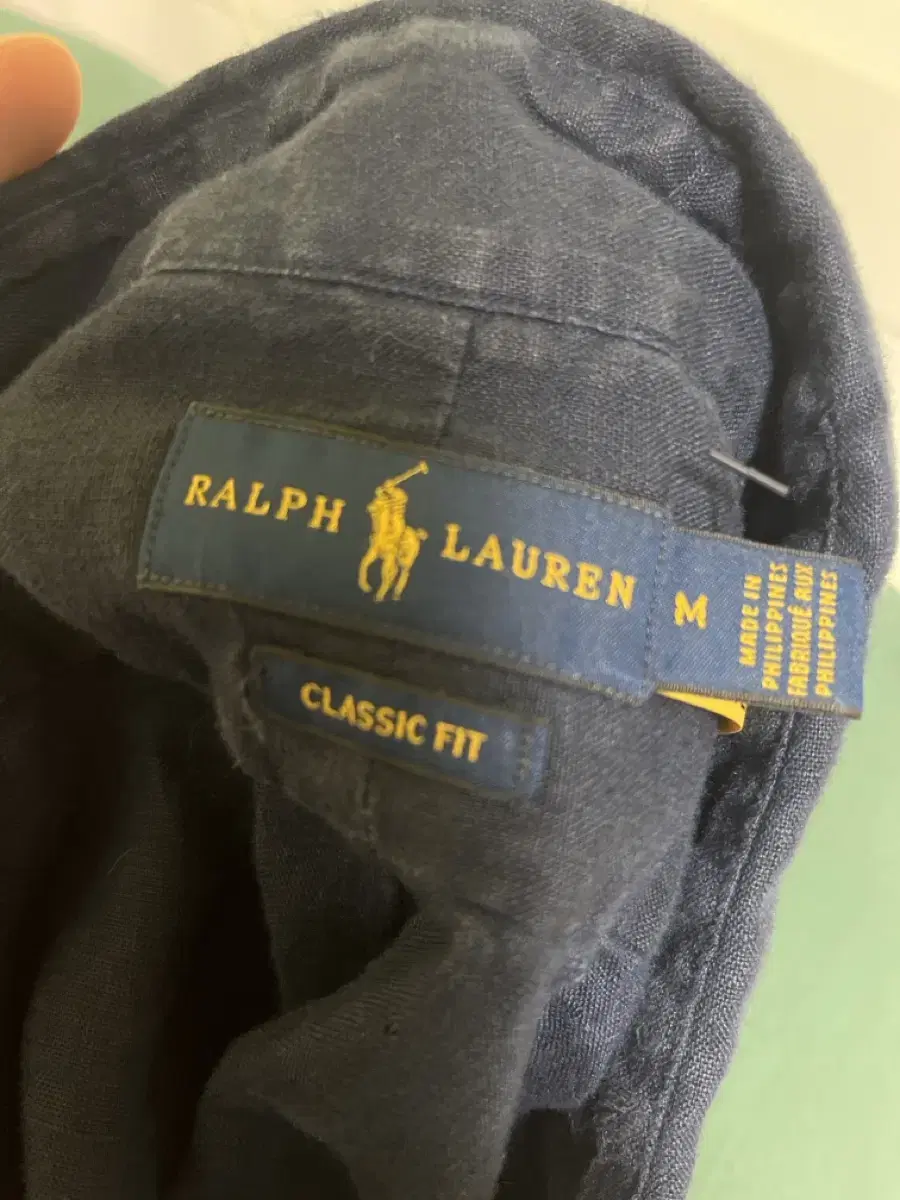 RALPH LAUREN
M
MADE IN
PHILIPPINES
FABRIQUÉ AUX
PHILIPPINES
CLASSIC FIT